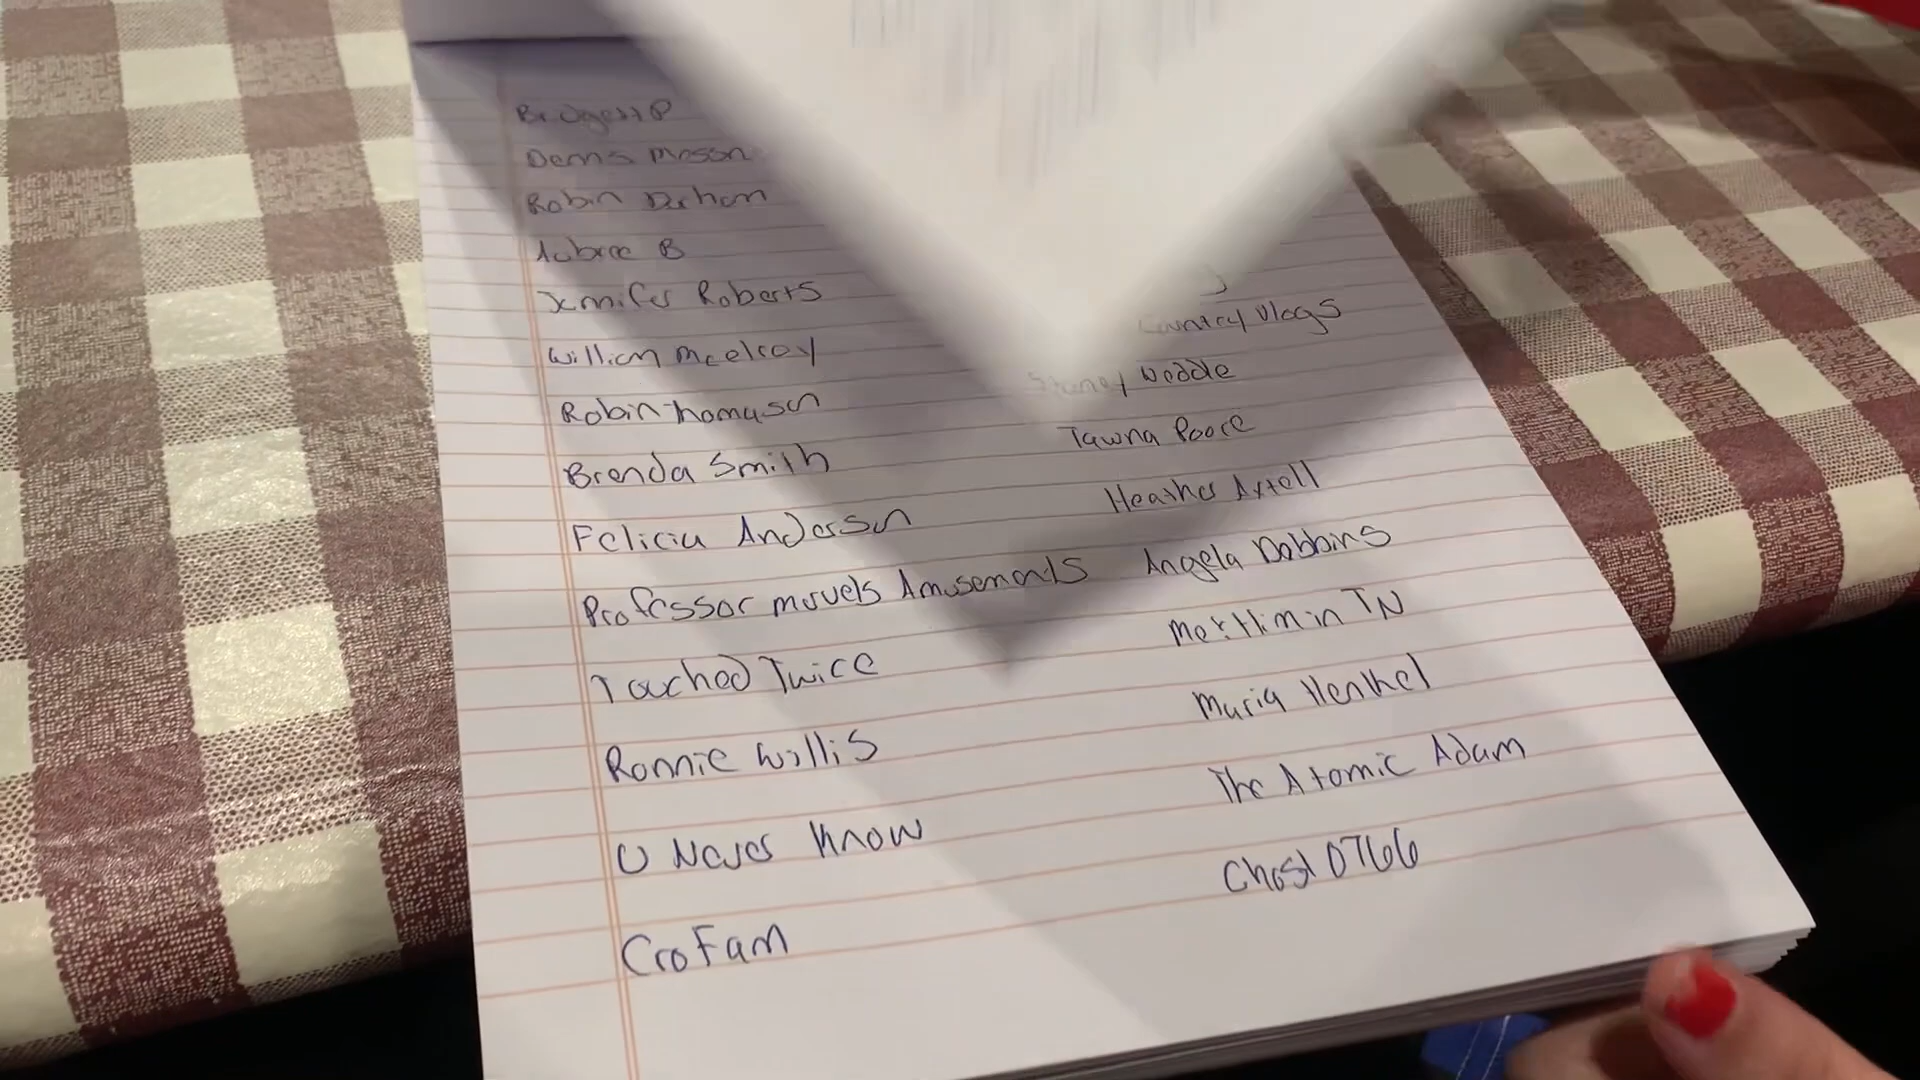 Bridgett P
Dennis Mason
Robin Durham
Aubree B
Jennifer Roberts
William Mcelroy
Robin Thomason
Brenda Smith
Felicia Anderson
Professor Marvels Amusements
Touched Twice
Ronnie Willis
U Never Know
CroFam
Country Vlogs
Stoney Weddle
Tawna Poore
Heather Axtell
Angela Dobbins
in TN
Maria Henkel
The Atomic Adam
Ghost 0766